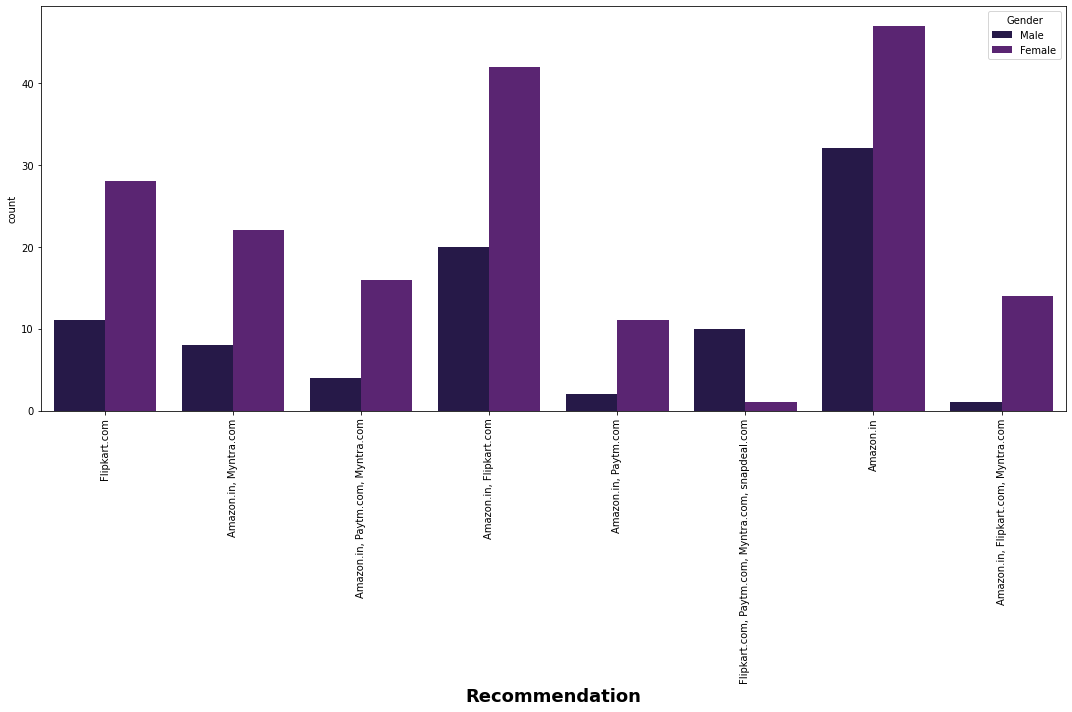 Gender
Male
Female
count
40
30
20
10
0
Flipkart.com
Amazon.in, Myntra.com
Amazon.in, Paytm.com, Myntra.com
Amazon.in, Flipkart.com
Amazon.in, Paytm.com
Flipkart.com, Paytm.com, Myntra.com, snapdeal.com
Amazon.in
Amazon.in, Flipkart.com, Myntra.com
Recommendation